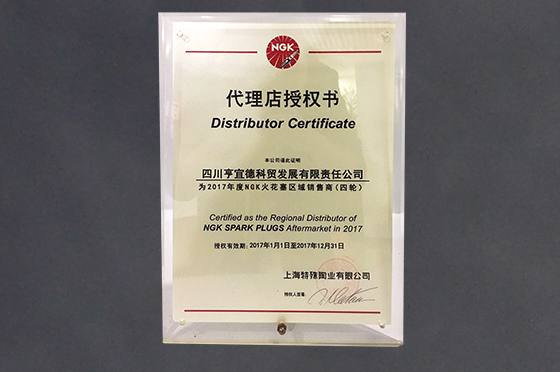 NGK
代理店授权书
Distributor Certificate
本公司谨此证明
四川亨宜德科贸发展有限责任公司
为2017年度NGK火花塞区域销售商(四轮)
Certified as the Regional Distributor of
NGK SPARK PLUGS Aftermarket in 2017
授权有效期: 2017年1月1日至2017年12月31日
上海特殊陶业有限公司
授权人签署: